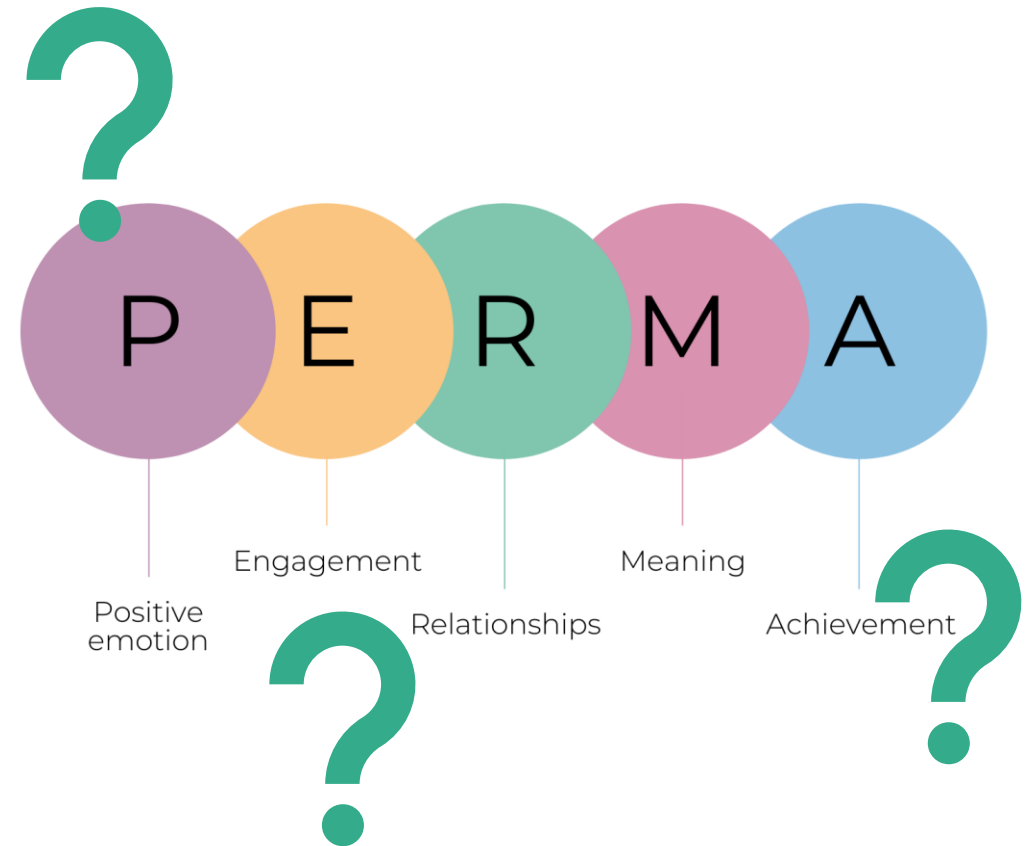 ?
P E R M A
Engagement
Meaning
Positive
emotion
Relationships
Achievement
?
?